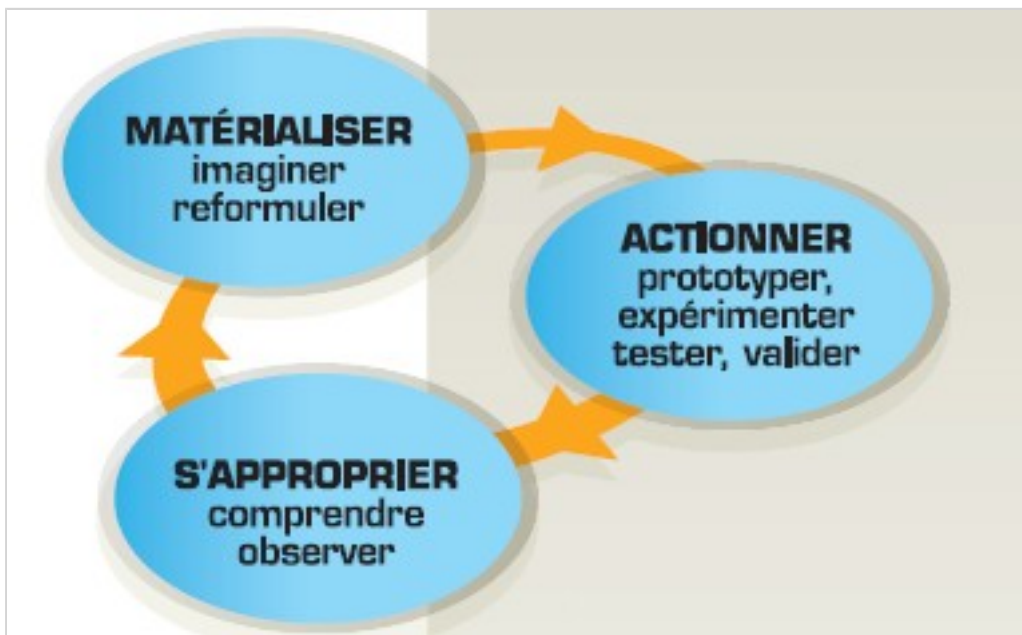 MATÉRIALISER
imaginer
reformuler
ACTIONNER
prototyper,
expérimenter
tester, valider
S'APPROPRIER
comprendre
observer